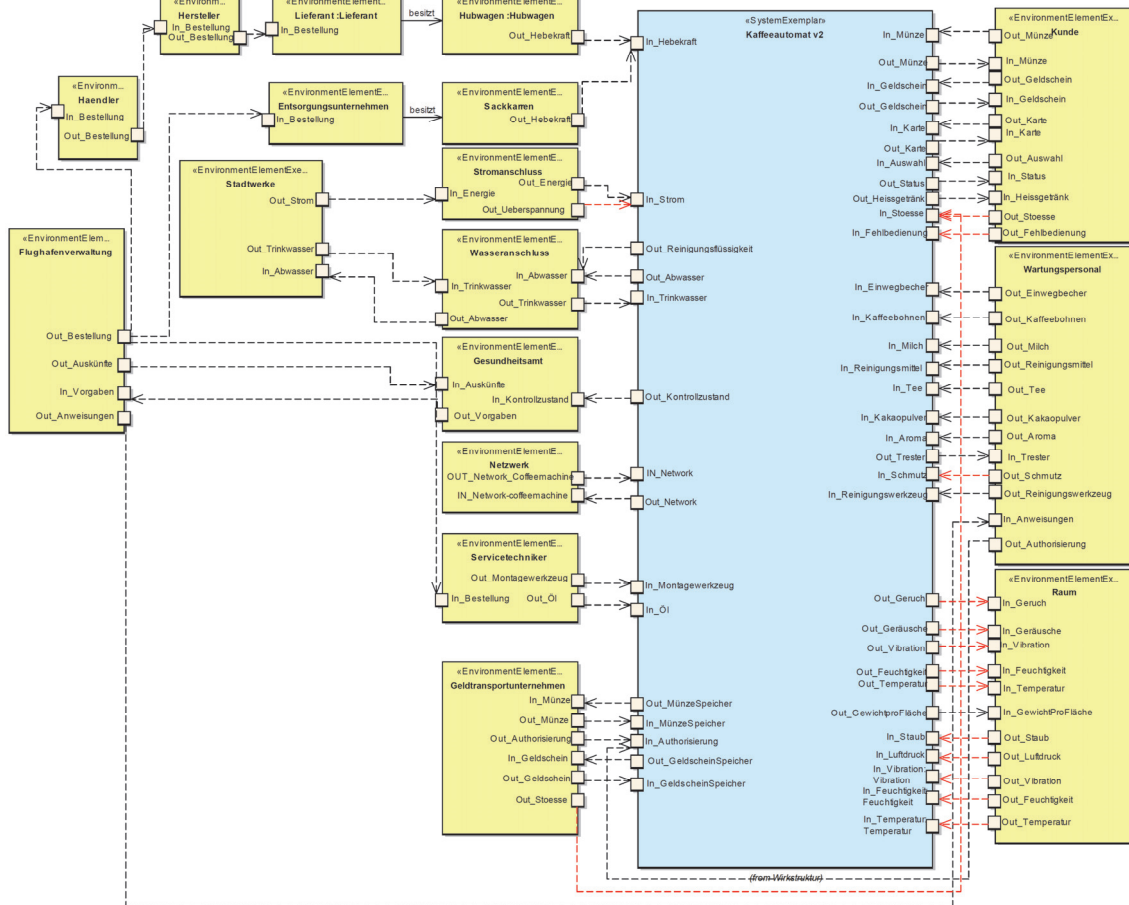 «Environm...
Hersteller
In_Bestellung
Out_Bestellung
Lieferant :Lieferant
In_Bestellung
besitzt
Hubwagen :Hubwagen
Out_Hebekraft
«Environm...
Haendler
In_Bestellung
Out_Bestellung
«EnvironmentElementE...
Entsorgungsunternehmen
In_Bestellung
besitzt
«EnvironmentElementE...
Sackkarren
Out_Hebekraft
«EnvironmentElementExe...
Stadtwerke
Out_Strom
Out_Trinkwasser
In_Abwasser
«EnvironmentElementE...
Stromanschluss
Out_Energie
In_Energie
Out_Ueberspannung
«EnvironmentElementE...
Wasseranschluss
In_Abwasser
In_Trinkwasser
Out_Trinkwasser
Out_Abwasser
«EnvironmentElem...
Flughafenverwaltung
Out_Bestellung
Out_Auskünfte
In_Vorgaben
Out_Anweisungen
«EnvironmentElementE...
Gesundheitsamt
In_Auskünfte
In_Kontrollzustand
Out_Vorgaben
«EnvironmentElementE...
Netzwerk
OUT_Network_Coffeemachine
IN_Network-coffeemachine
«EnvironmentElementE...
Servicetechniker
Out_Montagewerkzeug
In_Bestellung
Out_Öl
«EnvironmentElementE...
Geldtransportunternehmen
In_Münze
Out_Münze
Out_Authorisierung
In_Geldschein
Out_Geldschein
Out_Stoesse
«SystemExemplar»
Kaffeeautomat v2
In_Hebekraft
In_Strom
Out_Reinigungsflüssigkeit
Out_Abwasser
In_Trinkwasser
Out_Kontrollzustand
IN_Network
Out_Network
In_Montagewerkzeug
In_Öl
Out_MünzeSpeicher
In_MünzeSpeicher
In_Authorisierung
Out_GeldscheinSpeicher
In_GeldscheinSpeicher
In_Münze
Out_Münze
In_Geldschein
Out_Geldschein
In_Karte
Out_Karte
In_Auswahl
Out_Status
Out_Heissgetränk
In_Stoesse
In_Fehlbedienung
In_Einwegbeche
In_Kaffeebohnen
In_Milch
In_Reinigungsmittel
In_Tee
In_Kakaopulver
In_Aroma
Out_Trester
In_Schmutz
In_Reinigungswerkzeug
Out_Geruch
Out_Geräusche
Out_Vibration
Out_Feuchtigkeit
Out_Temperatur
Out_GewichtproFläche
In_Staub
In_Luftdruck
In_Vibration:
Vibration
In_Feuchtigkeit
Feuchtigkeit
In_Temperatur:
Temperatur
(from Wirkstruktur)
«EnvironmentElementEx...
Kunde
Out_Münze
In_Münze
Out_Geldschein
In_Geldschein
Out_Karte
In_Karte
Out_Auswahl
In_Status
In_Heissgetränk
Out_Stoesse
Out_Fehlbedienung
«EnvironmentElementEx...
Wartungspersonal
Out_Einwegbecher
Out_Kaffeebohnen
Out_Milch
Out_Reinigungsmittel
Out_Tee
Out_Kakaopulver
Out_Aroma
In_Trester
Out_Schmutz
Out_Reinigungswerkzeug
In_Anweisungen
Out_Authorisierung
«EnvironmentElementEx...
Raum
In_Geruch
In_Geräusche
In_Vibration
In_Feuchtigkeit
In_Temperatur
In_GewichtProFläche
Out_Staub
Out_Luftdruck
Out_Vibration
Out_Feuchtigkeit
Out_Temperatur